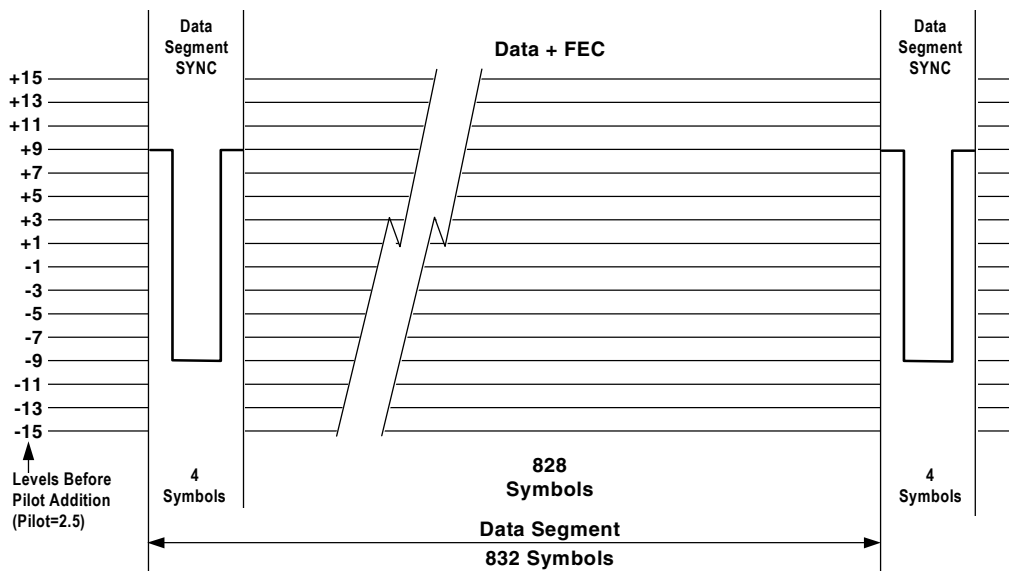 Data
Segment
SYNC
Data + FEC
Data
Segment
SYNC
+15
+13
+11
+9
+7
+5
+3
+1
-1
-3
-5
-7
-9
-11
-13
-15
Levels Before
Pilot Addition
(Pilot=2.5)
4
Symbols
828
Symbols
4
Symbols
Data Segment
832 Symbols